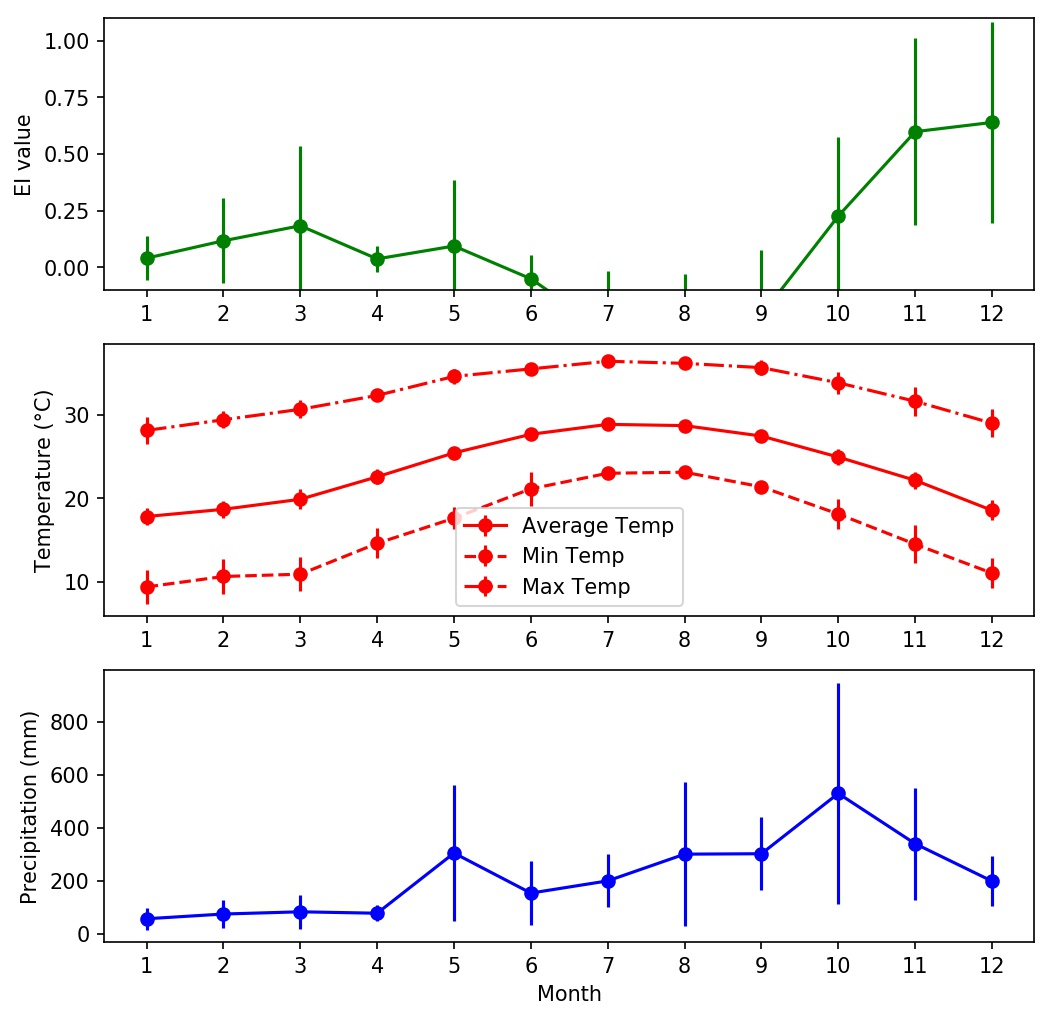 1.00
0.75
0.50
0.25
0.00
EI value
1 2 3 4 5 6 7 8 9 10 11 12
30
20
10
Temperature (°C)
Average Temp
Min Temp
Max Temp
1 2 3 4 5 6 7 8 9 10 11 12
800
600
400
200
0
Precipitation (mm)
1 2 3 4 5 6 7 8 9 10 11 12
Month